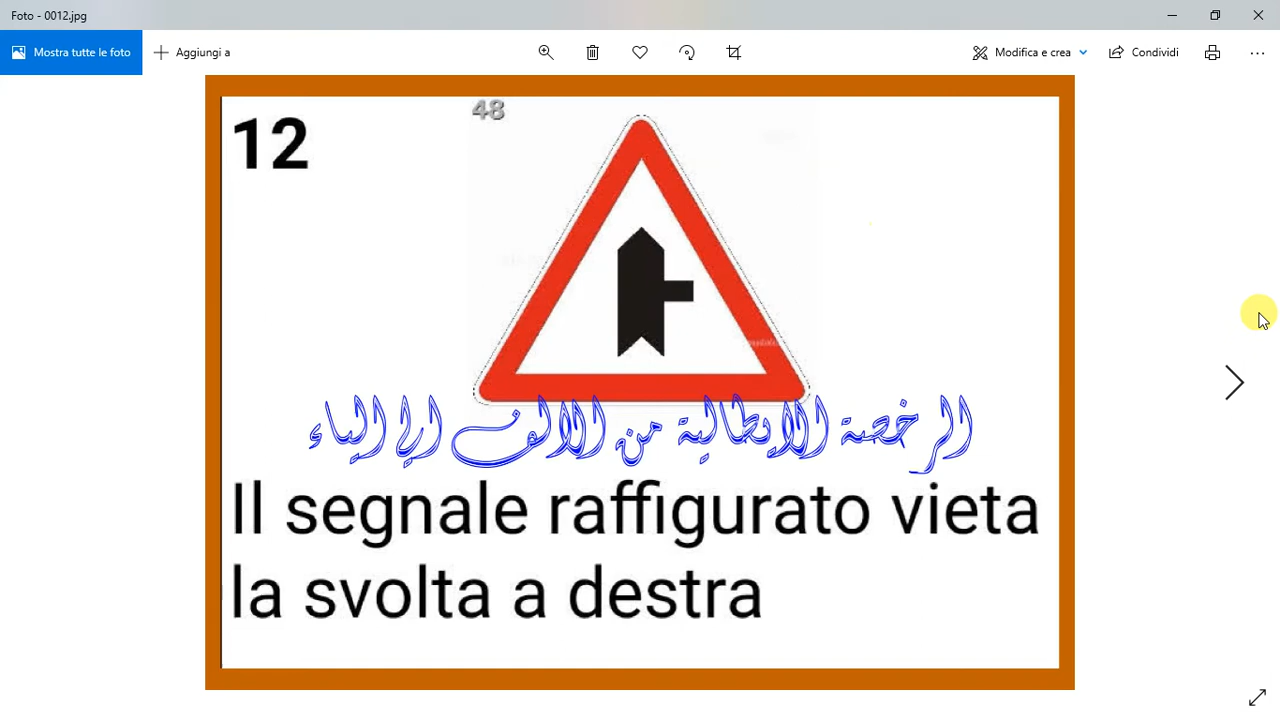 Foto - 0012.jpg
Mostra tutte le foto
Aggiungi a
Modifica e crea
Condividi
12
48
الرخصة الايطالية من الالف الى الياء
Il segnale raffigurato vieta
la svolta a destra